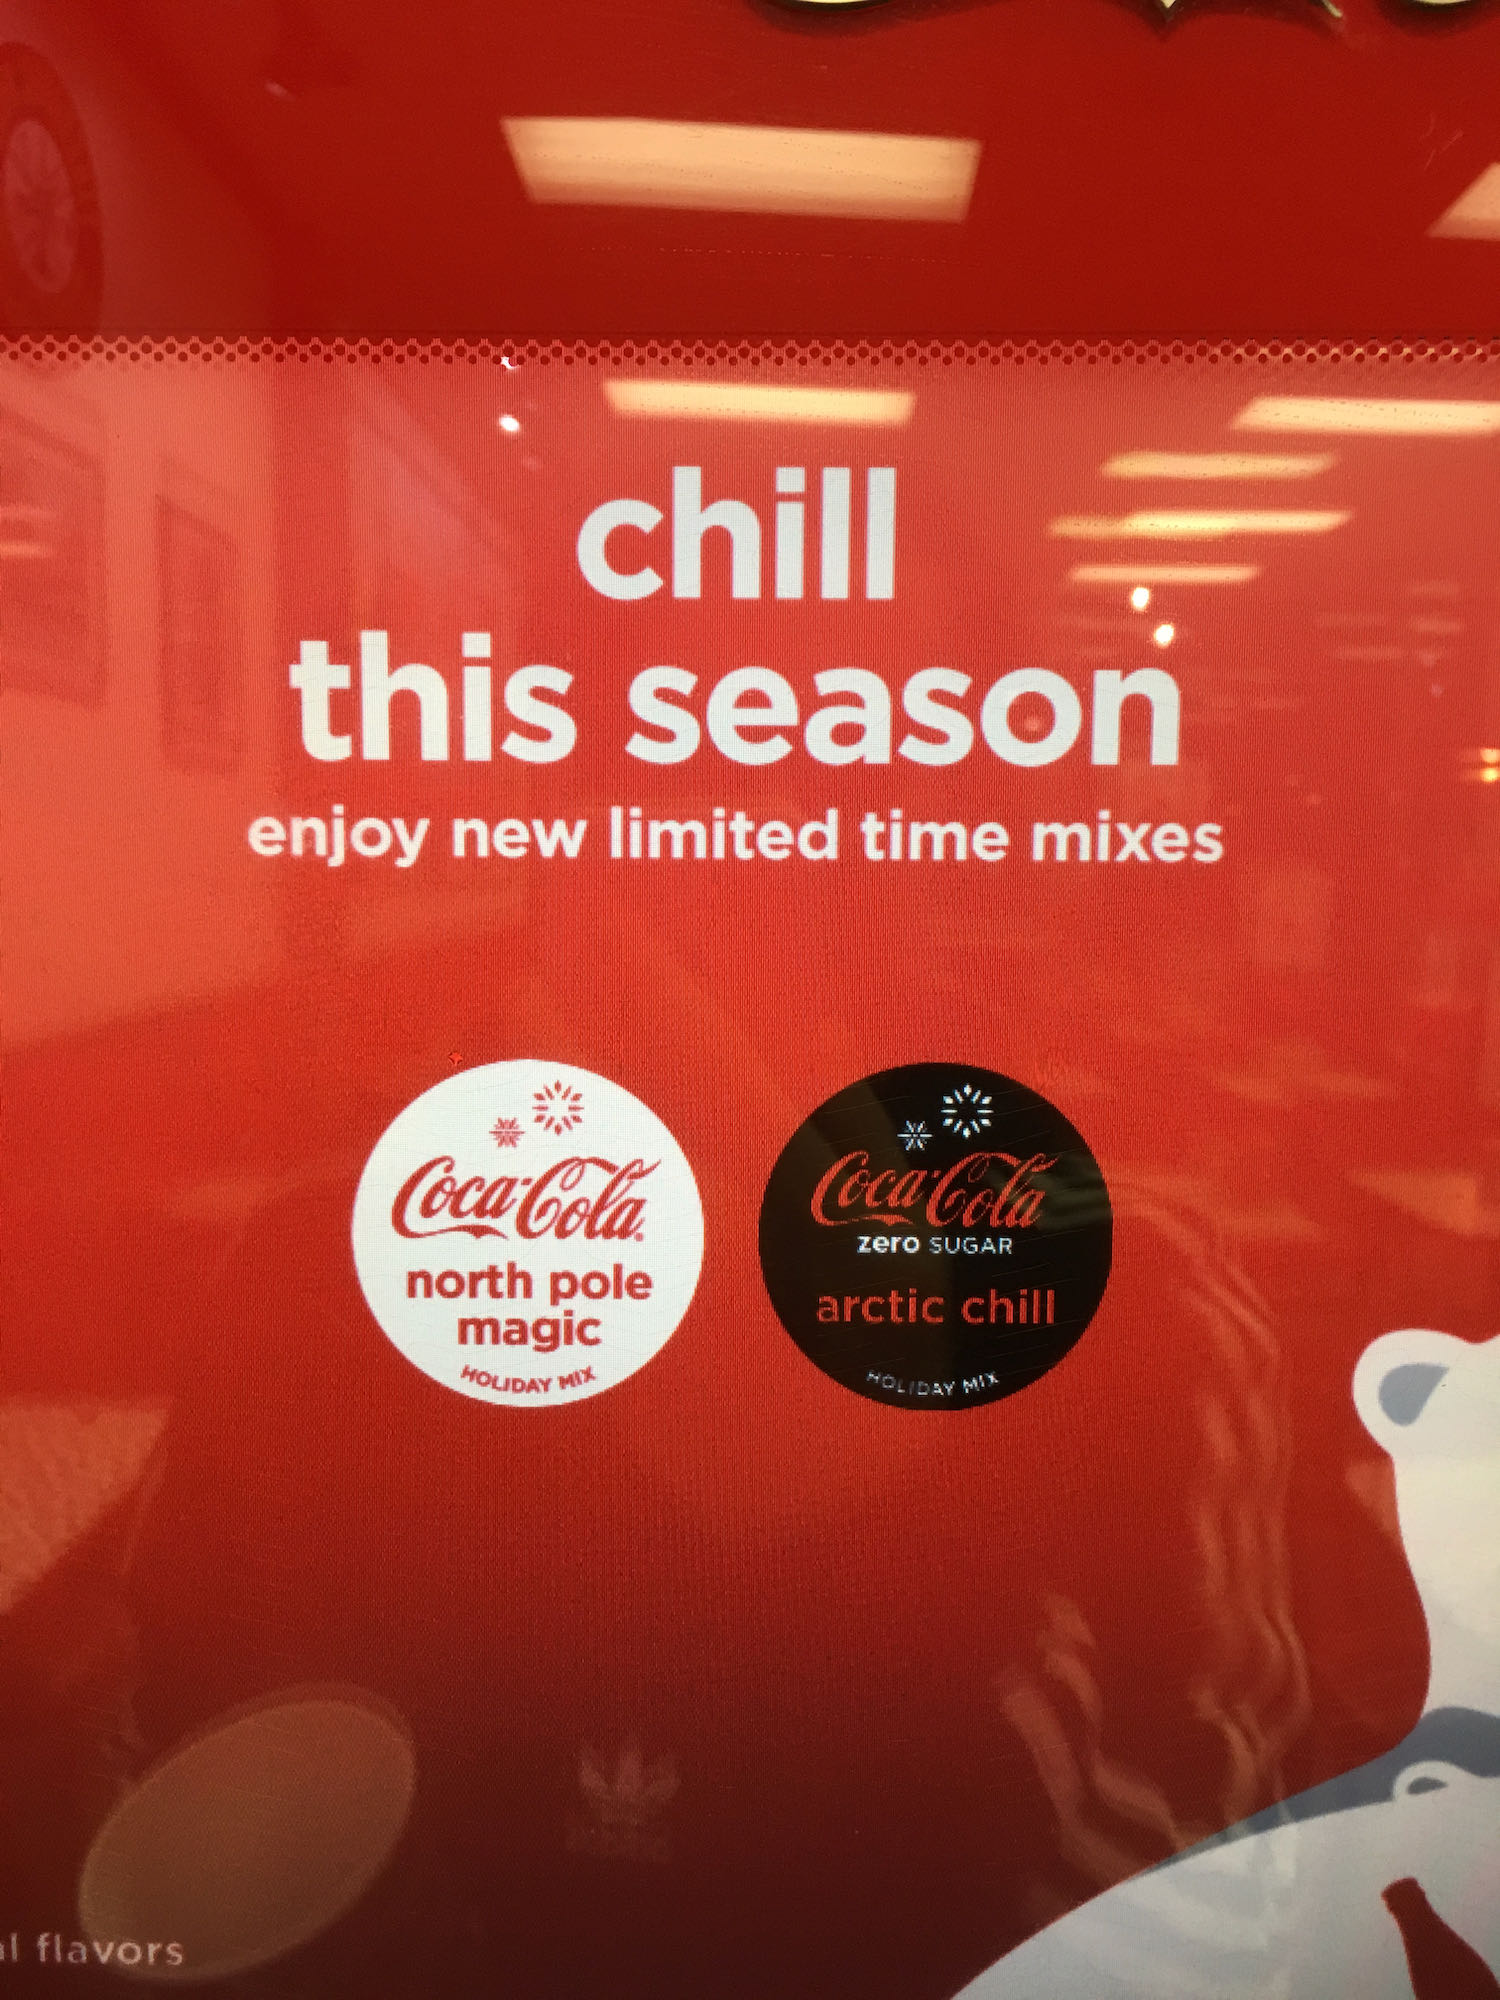 chill
this season
enjoy new limited time mixes
Coca-Cola
north pole
magic
HOLIDAY MIX
Coca-Cola
zero SUGAR
arctic chill
HOLIDAY MIX
flavors